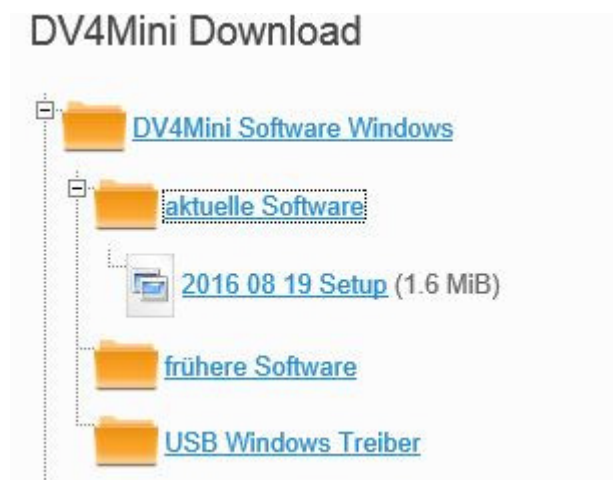 DV4Mini Download
DV4Mini Software Windows
aktuelle Software
2016 08 19 Setup (1.6 MiB)
frühere Software
USB Windows Treiber